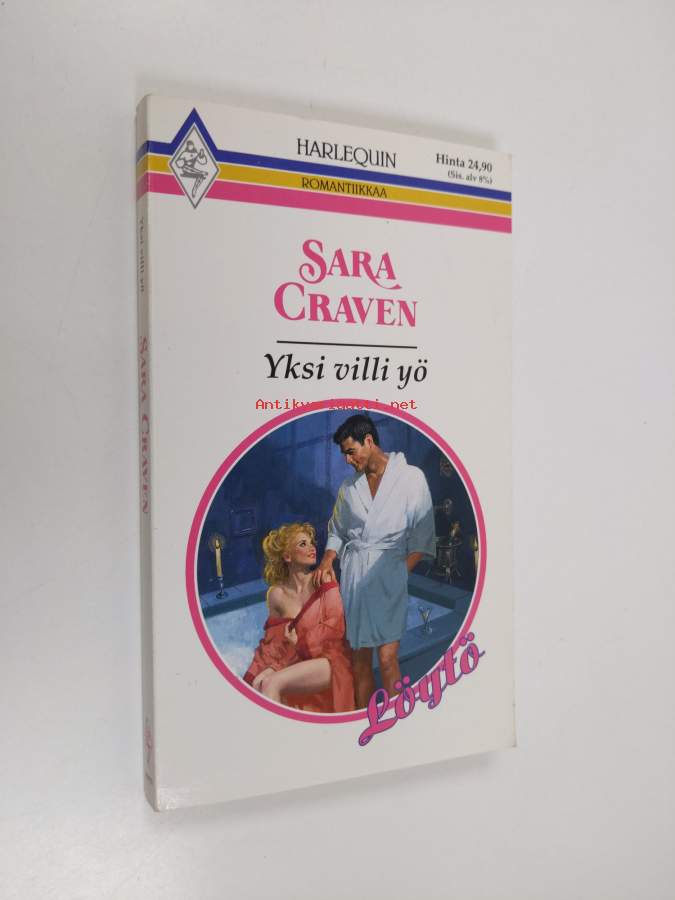 HARLEQUIN
Hinta 24,90
(Sis. alv 8%)
ROMANTIIKKAA
SARA
CRAVEN
Yksi villi yö
Antikvariaatti.net
Löytö
Yksi villi yö
SARA CRAVEN